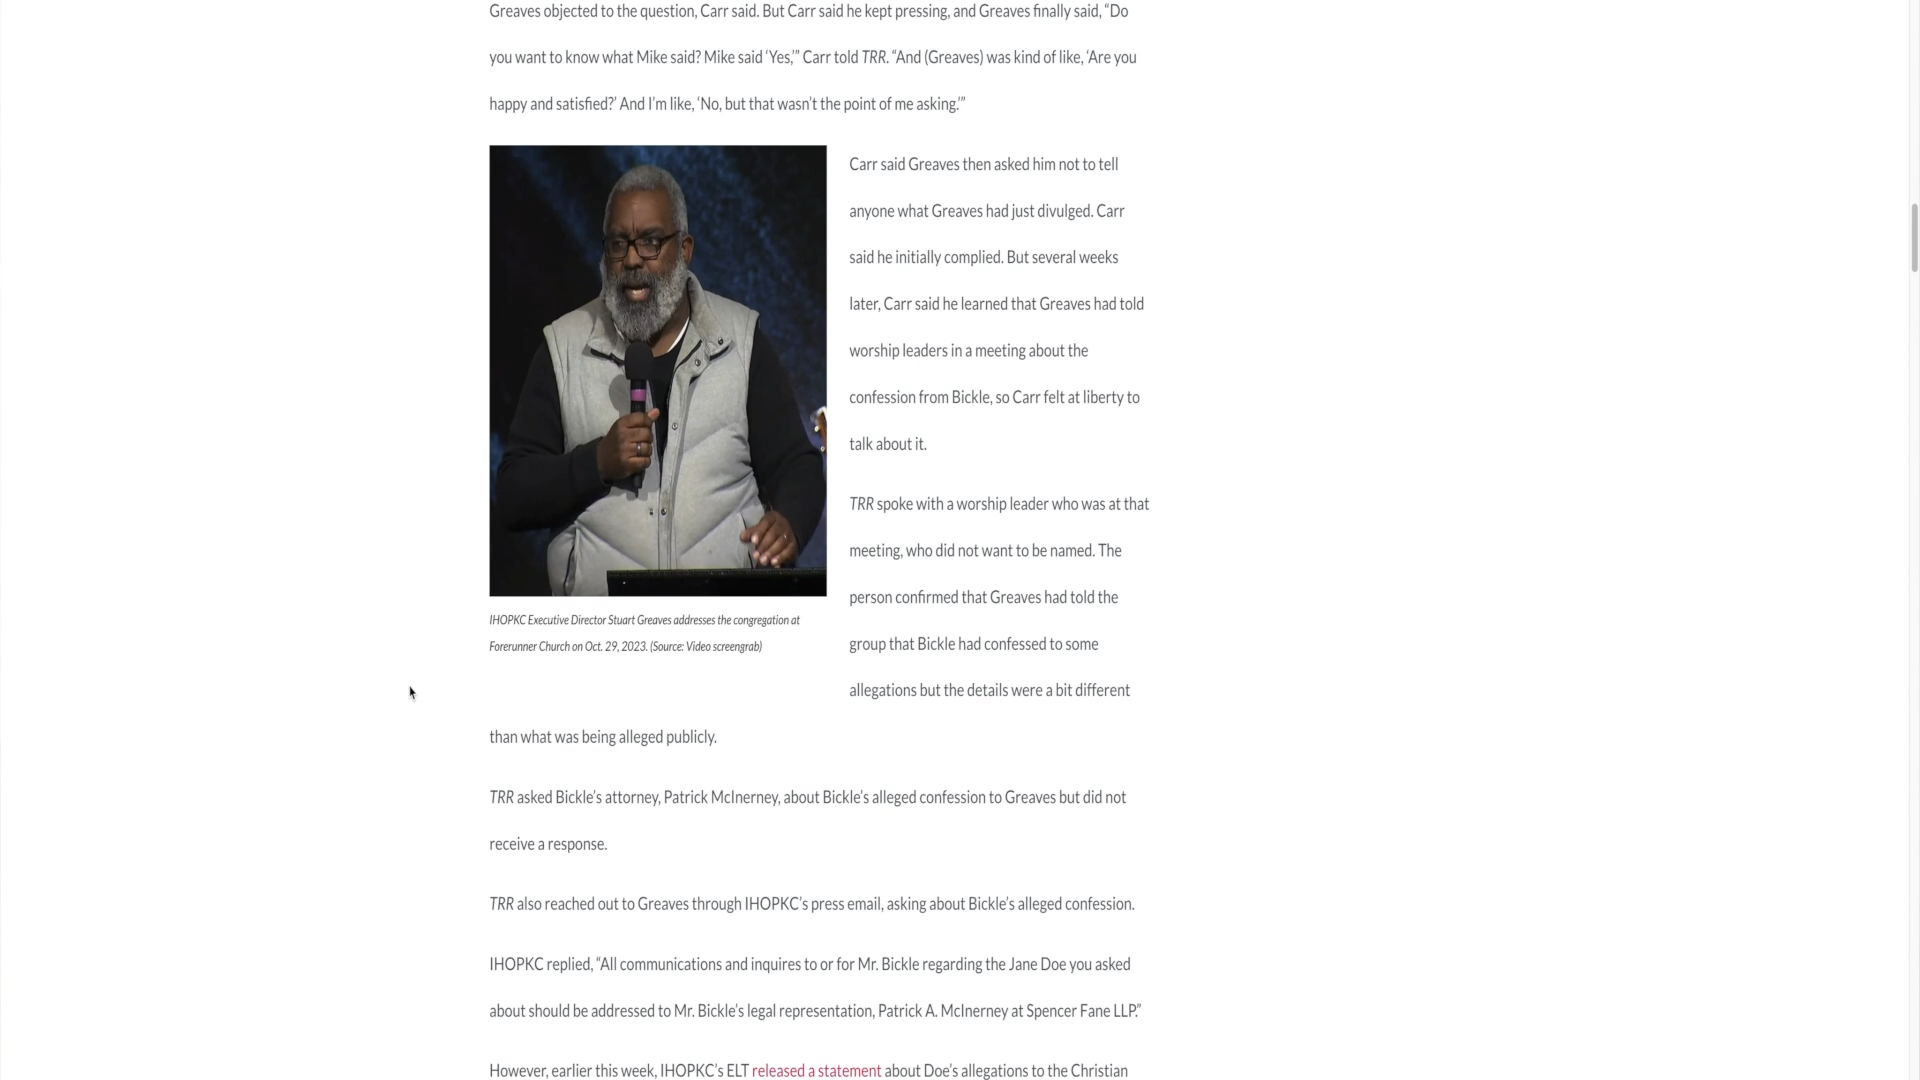 Greaves objected to the question, Carr said. But Carr said he kept pressing, and Greaves finally said, “Do
you want to know what Mike said? Mike said ‘Yes,’” Carr told TRR. “And (Greaves) was kind of like, ‘Are you
happy and satisfied?’ And I’m like, ‘No, but that wasn’t the point of me asking.’”
Carr said Greaves then asked him not to tell
anyone what Greaves had just divulged. Carr
said he initially complied. But several weeks
later, Carr said he learned that Greaves had told
worship leaders in a meeting about the
confession from Bickle, so Carr felt at liberty to
talk about it.
IHOPKC Executive Director Stuart Greaves addresses the congregation at
Forerunner Church on Oct. 29, 2023. (Source: Video screengrab)
TRR spoke with a worship leader who was at that
meeting, who did not want to be named. The
person confirmed that Greaves had told the
group that Bickle had confessed to some
allegations but the details were a bit different
than what was being alleged publicly.
TRR asked Bickle’s attorney, Patrick McInerney, about Bickle’s alleged confession to Greaves but did not
receive a response.
TRR also reached out to Greaves through IHOPKC’s press email, asking about Bickle’s alleged confession.
IHOPKC replied, “All communications and inquires to or for Mr. Bickle regarding the Jane Doe you asked
about should be addressed to Mr. Bickle’s legal representation, Patrick A. McInerney at Spencer Fane LLP.”
However, earlier this week, IHOPKC’s ELT released a statement about Doe’s allegations to the Christian